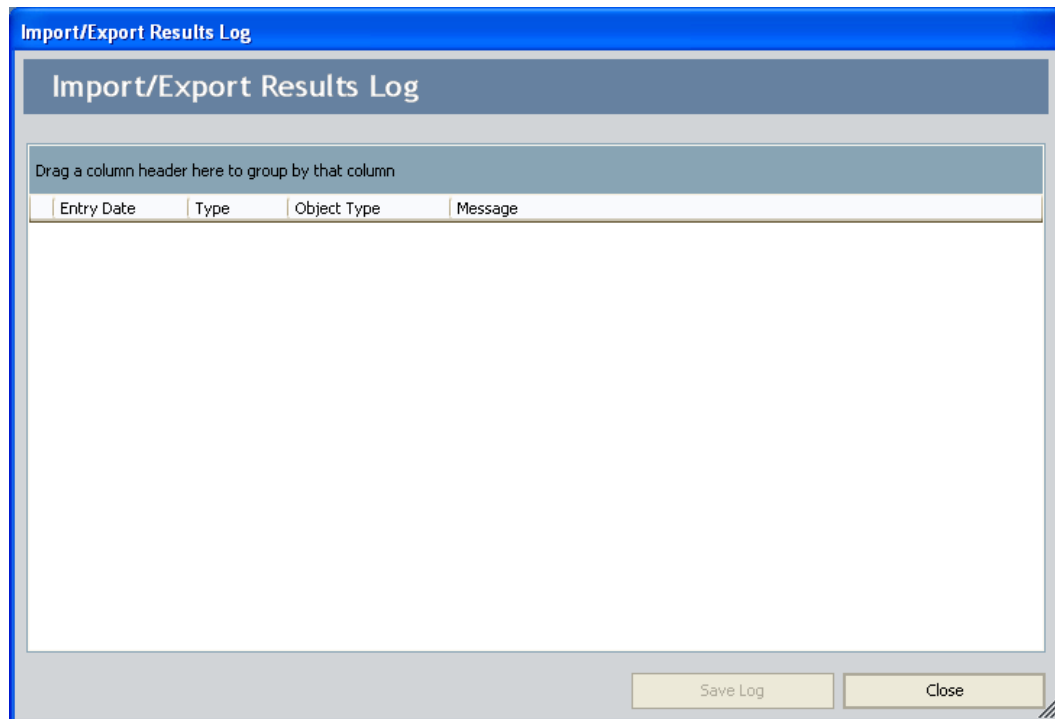 Import/Export Results Log
Import/Export Results Log
Drag a column header here to group by that column
Entry Date Type Object Type Message
Save Log Close